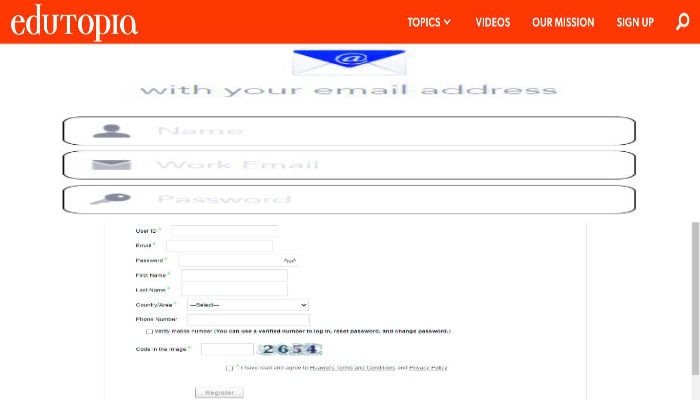 edutopia TOPICS VIDEOS OUR MISSION SIGN UP
@
with your email address
Name
Work Email
Password
User ID *
Email *
Password *
First Name *
Last Name *
Country/Area * ---Select---
Phone Number
Verify mobile number (You can use a verified number to log in, reset password, and change password.)
Code in the image * 2654
* I have read and agree to Huawei's Terms and Conditions and Privacy Policy
Register